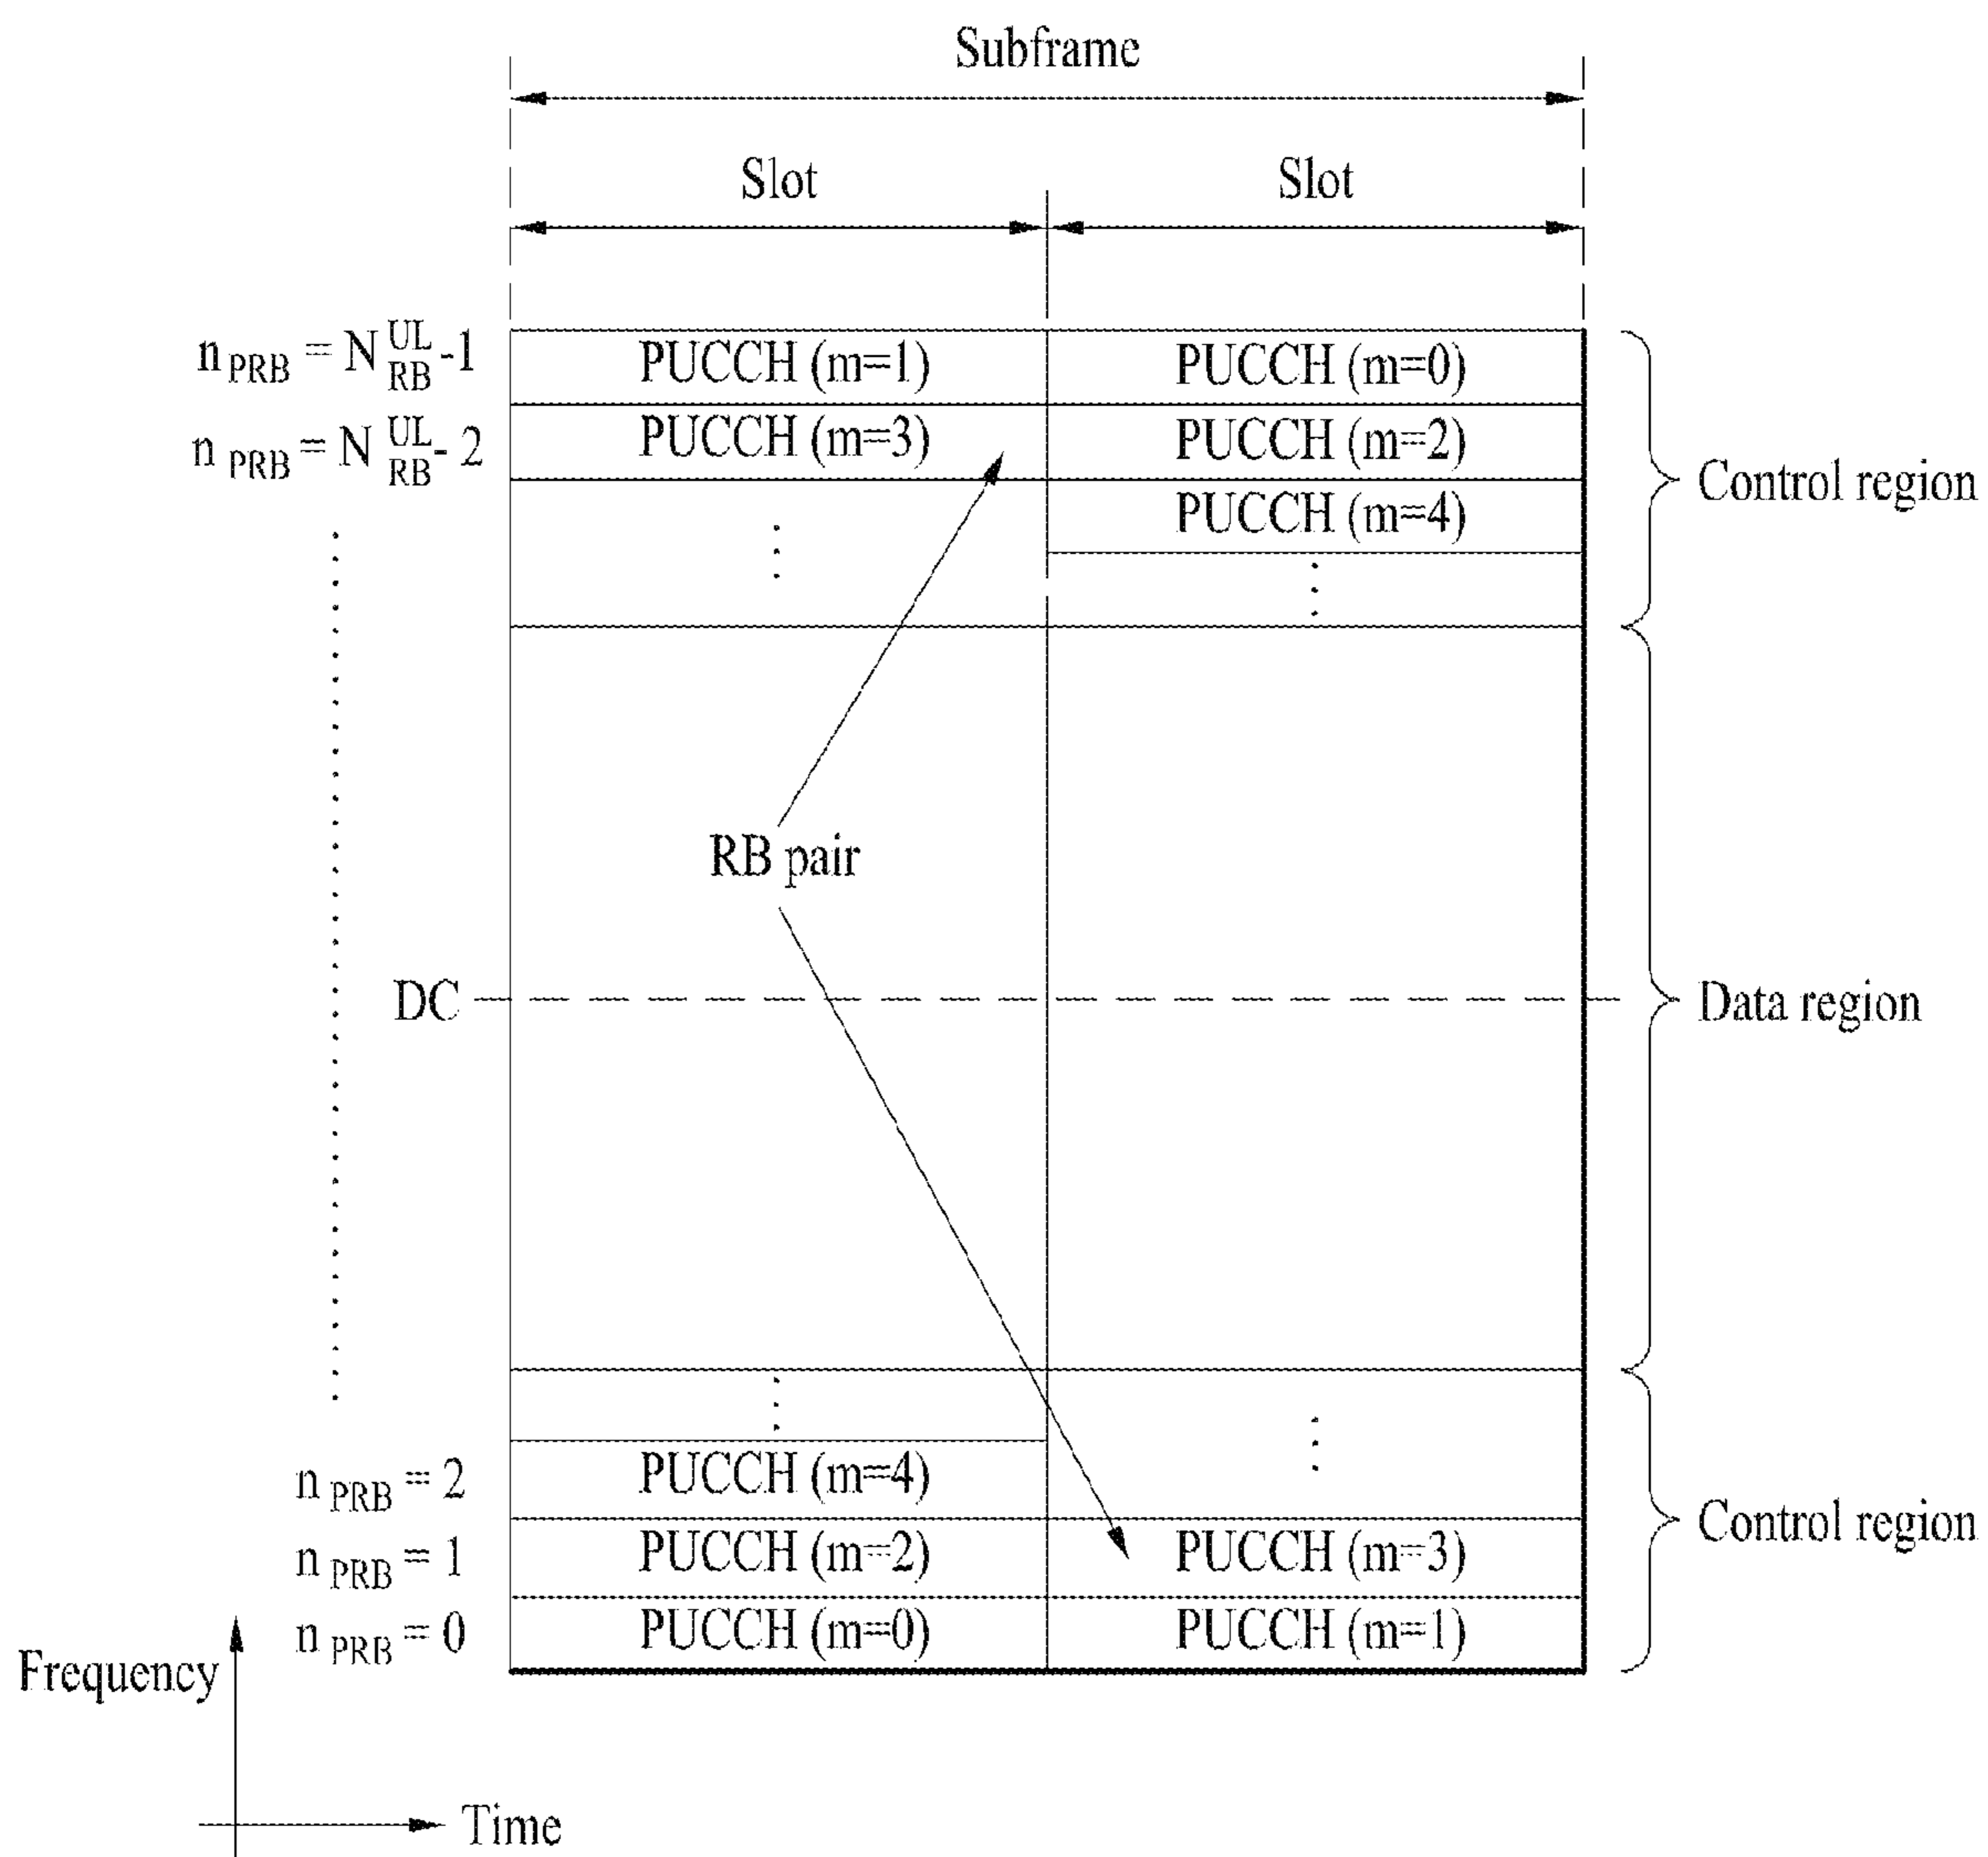 Subframe
Slot Slot
n PRB = N UL RB -1 PUCCH (m=1) PUCCH (m=0)
n PRB = N UL RB - 2 PUCCH (m=3) PUCCH (m=2)
Control region
PUCCH (m=4)
RB pair
DC
Data region
n PRB = 2 PUCCH (m=4)
Control region
n PRB = 1 PUCCH (m=2) PUCCH (m=3)
n PRB = 0 PUCCH (m=0) PUCCH (m=1)
Frequency
Time